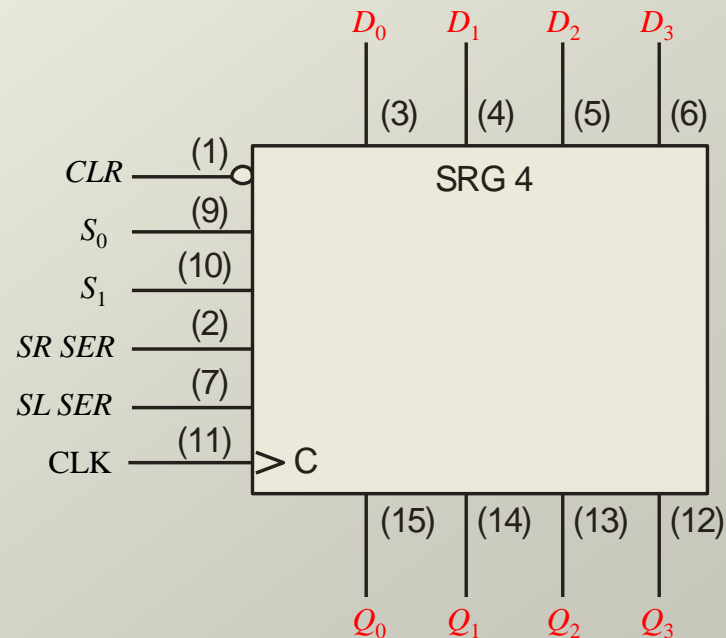 D₀ D₁ D₂ D₃
(3) (4) (5) (6)
CLR (1)
SRG 4
S₀ (9)
S₁ (10)
SR SER (2)
SL SER (7)
CLK (11) C
(15) (14) (13) (12)
Q₀ Q₁ Q₂ Q₃